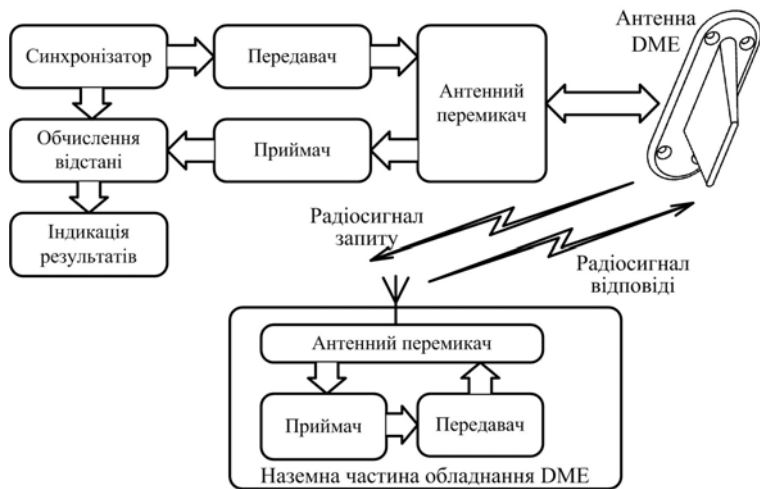 Антенна
DME
Синхронізатор
Передавач
Антенний
перемикач
Обчислення
відстані
Приймач
Індикація
результатів
Радіосигнал
запиту
Радіосигнал
відповіді
Антенний перемикач
Приймач
Передавач
Наземна частина обладнання DME